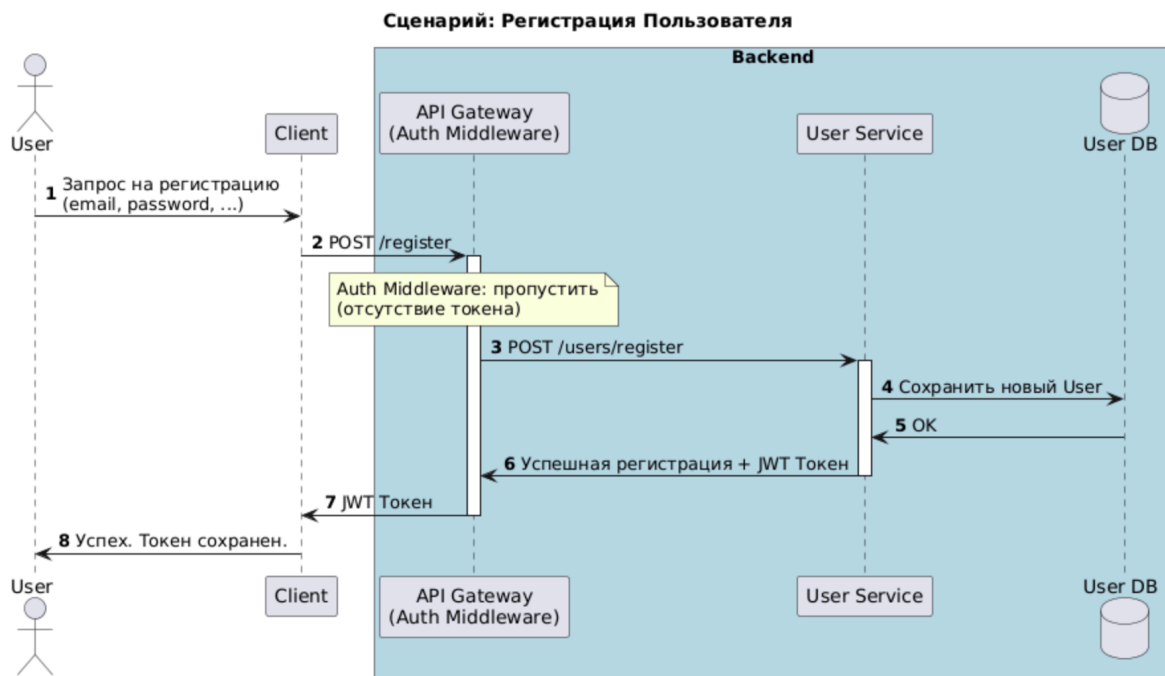 Сценарий: Регистрация Пользователя
Backend
User
Client
API Gateway
(Auth Middleware)
User Service
User DB
1 Запрос на регистрацию
(email, password, ...)
2 POST /register
Auth Middleware: пропустить
(отсутствие токена)
3 POST /users/register
4 Сохранить новый User
5 OK
6 Успешная регистрация + JWT Токен
7 JWT Токен
8 Успех. Токен сохранен.
User
Client
API Gateway
(Auth Middleware)
User Service
User DB